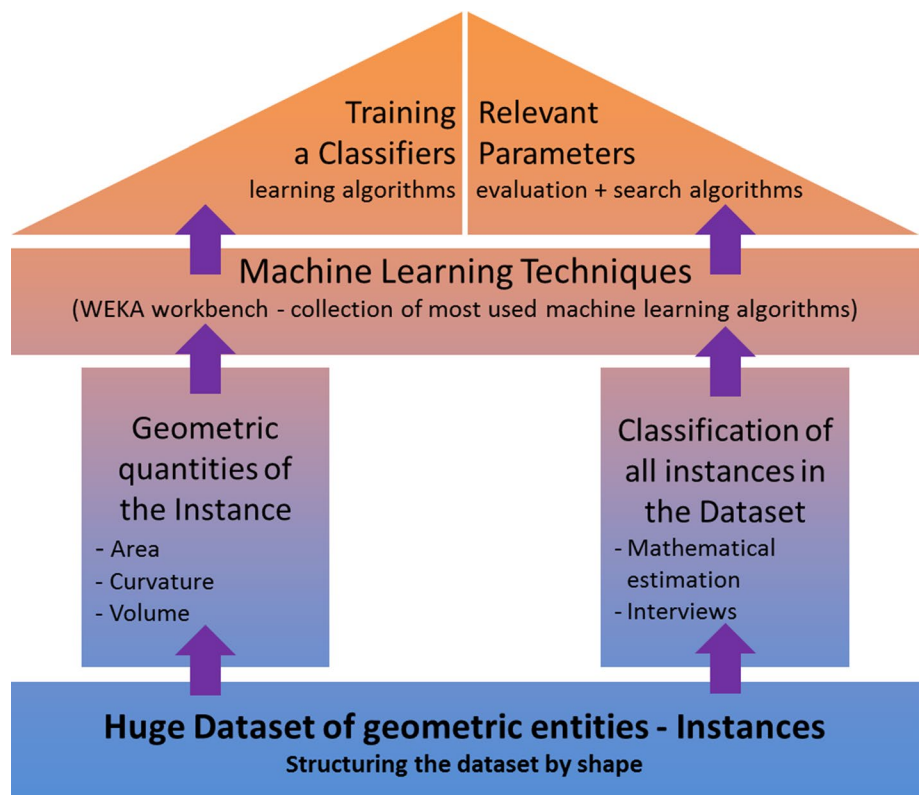 Training
a Classifiers
learning algorithms
Relevant
Parameters
evaluation + search algorithms
Machine Learning Techniques
(WEKA workbench - collection of most used machine learning algorithms)
Geometric
quantities of
the Instance
- Area
- Curvature
- Volume
Classification of
all instances in
the Dataset
- Mathematical
estimation
- Interviews
Huge Dataset of geometric entities - Instances
Structuring the dataset by shape